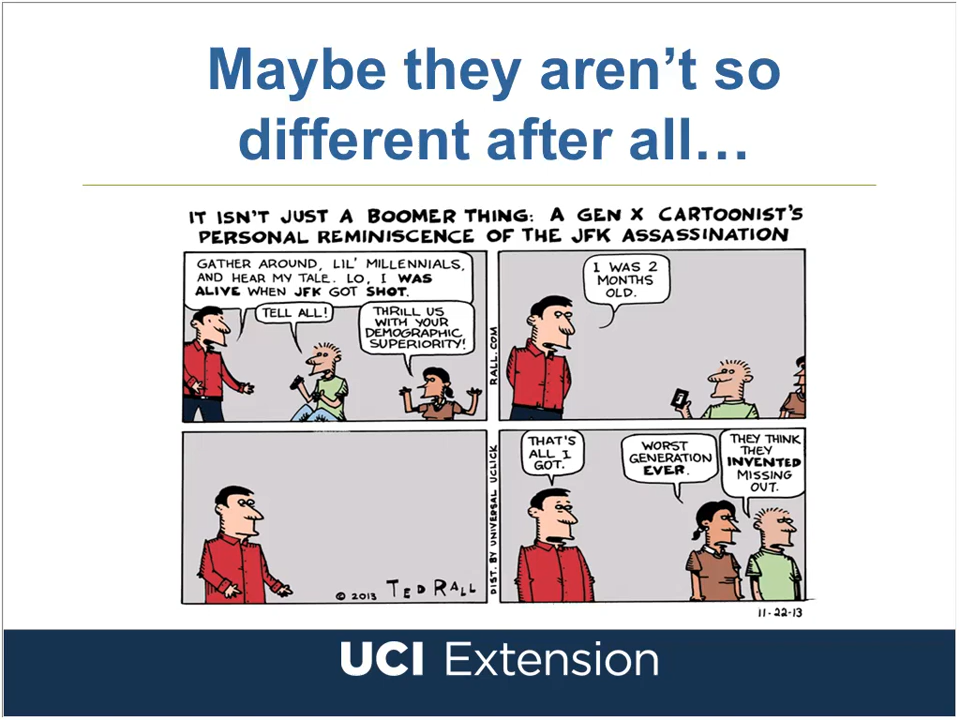 Maybe they aren't so
different after all…
IT ISN'T JUST A BOOMER THING: A GEN X CARTOONIST'S
PERSONAL REMINISCENCE OF THE JFK ASSASSINATION
GATHER AROUND, LIL' MILLENNIALS,
AND HEAR MY TALE. LO, I WAS
ALIVE WHEN JFK GOT SHOT.
TELL ALL!
THRILL US
WITH YOUR
DEMOGRAPHIC
SUPERIORITY!
RALL.COM
I WAS 2
MONTHS
OLD.
© 2013 TED RALL
DIST. BY UNIVERSAL UCLICK
THAT'S
ALL I
GOT.
WORST
GENERATION
EVER.
THEY THINK
THEY
INVENTED
MISSING
OUT.
11-22-13
UCI Extension